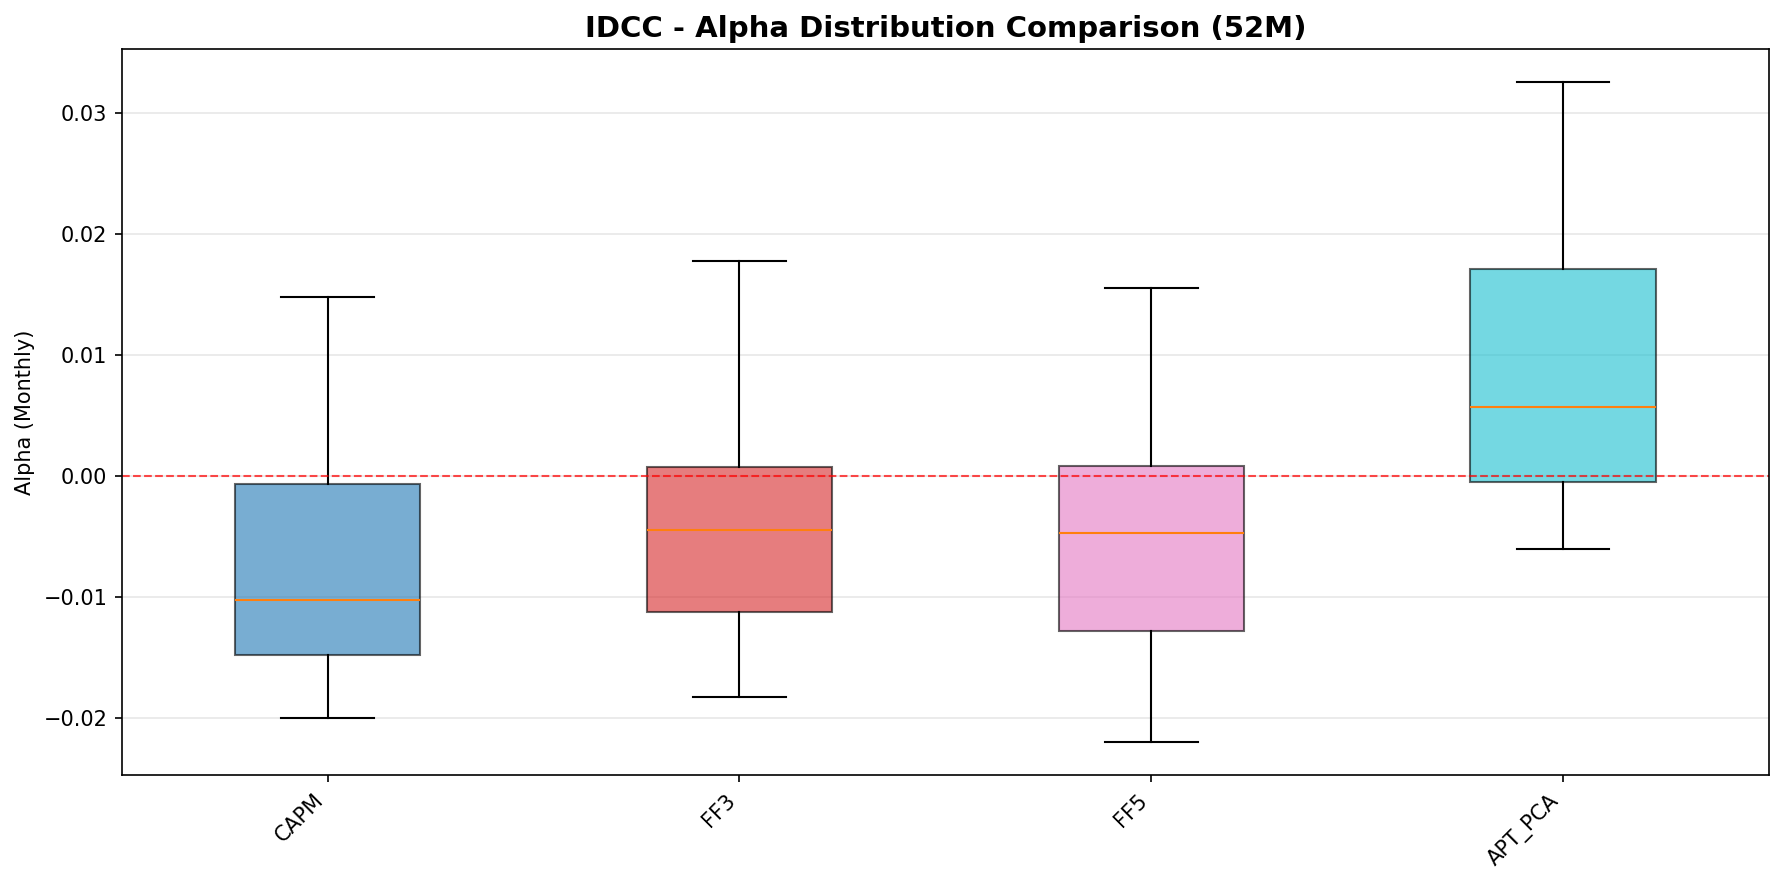 IDCC - Alpha Distribution Comparison (52M)
Alpha (Monthly)
0.03
0.02
0.01
0.00
−0.01
−0.02
CAPM
FF3
FF5
APT_PCA